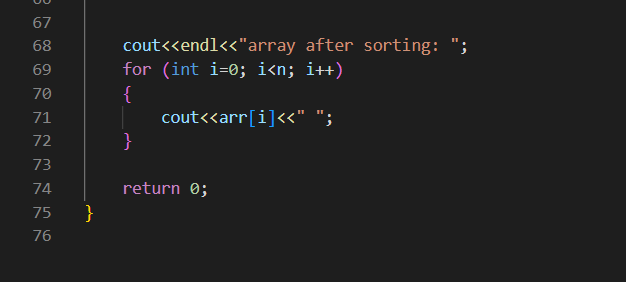 67
68 cout<<endl<<"array after sorting: ";
69 for (int i=0; i<n; i++)
70 {
71 cout<<arr[i]<<" ";
72 }
73
74 return 0;
75 }
76